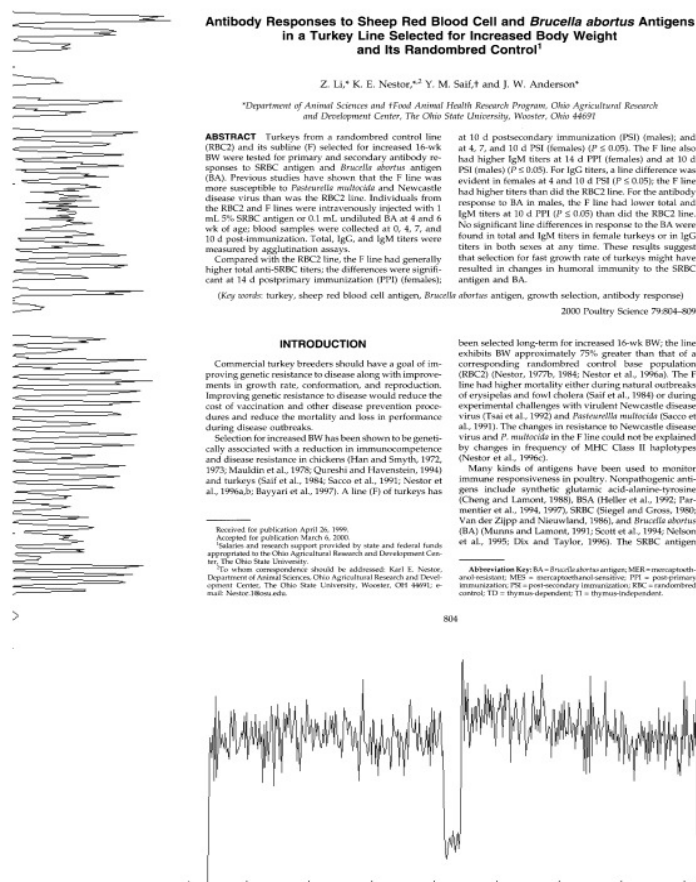 Antibody Responses to Sheep Red Blood Cell and Brucella abortus Antigens
in a Turkey Line Selected for Increased Body Weight
and Its Randombred Control1
Z. Li,* K. E. Nestor,*,2 Y. M. Saif,† and J. W. Anderson*
*Department of Animal Sciences and †Food Animal Health Research Program, Ohio Agricultural Research
and Development Center, The Ohio State University, Wooster, Ohio 44691
ABSTRACT Turkeys from a randombred control line
(RBC2) and its subline (F) selected for increased 16-wk
BW were tested for primary and secondary antibody re-
sponses to SRBC antigen and Brucella abortus antigen
(BA). Previous studies have shown that the F line was
more susceptible to Pasteurella multocida and Newcastle
disease virus than was the RBC2 line. Individuals from
the RBC2 and F lines were intravenously injected with 1
mL 5% SRBC antigen or 0.1 mL undiluted BA at 4 and 6
wk of age; blood samples were collected at 0, 4, 7, and
10 d post-immunization. Total, IgG, and IgM titers were
measured by agglutination assays.
Compared with the RBC2 line, the F line had generally
higher total anti-SRBC titers; the differences were signifi-
cant at 14 d postprimary immunization (PPI) (females);
at 10 d postsecondary immunization (PSI) (males); and
at 4, 7, and 10 d PSI (females) (P ≤ 0.05). The F line also
had higher IgM titers at 14 d PPI (females) and at 10 d
PSI (males) (P ≤ 0.05). For IgG titers, a line difference was
evident in females at 4 and 10 d PSI (P ≤ 0.05); the F line
had higher titers than did the RBC2 line. For the antibody
response to BA in males, the F line had lower total and
IgM titers at 10 d PPI (P ≤ 0.05) than did the RBC2 line.
No significant line differences in response to the BA were
found in total and IgM titers in female turkeys or in IgG
titers in both sexes at any time. These results suggest
that selection for fast growth rate of turkeys might have
resulted in changes in humoral immunity to the SRBC
antigen and BA.
(Key words: turkey, sheep red blood cell antigen, Brucella abortus antigen, growth selection, antibody response)
2000 Poultry Science 79:804–809
INTRODUCTION
Commercial turkey breeders should have a goal of im-
proving genetic resistance to disease along with improve-
ments in growth rate, conformation, and reproduction.
Improving genetic resistance to disease would reduce the
cost of vaccination and other disease prevention proce-
dures and reduce the mortality and loss in performance
during disease outbreaks.
Selection for increased BW has been shown to be geneti-
cally associated with a reduction in immunocompetence
and disease resistance in chickens (Han and Smyth, 1972,
1973; Mauldin et al., 1978; Qureshi and Havenstein, 1994)
and turkeys (Saif et al., 1984; Sacco et al., 1991; Nestor et
al., 1996a,b; Bayyari et al., 1997). A line (F) of turkeys has
Received for publication April 26, 1999.
Accepted for publication March 6, 2000.
1Salaries and research support provided by state and federal funds
appropriated to the Ohio Agricultural Research and Development Cen-
ter, The Ohio State University.
2To whom correspondence should be addressed: Karl E. Nestor,
Department of Animal Sciences, Ohio Agricultural Research and Devel-
opment Center, The Ohio State University, Wooster, OH 44691; e-
mail: Nestor.1@osu.edu.
been selected long-term for increased 16-wk BW; the line
exhibits BW approximately 75% greater than that of a
corresponding randombred control base population
(RBC2) (Nestor, 1977b, 1984; Nestor et al., 1996a). The F
line had higher mortality either during natural outbreaks
of erysipelas and fowl cholera (Saif et al., 1984) or during
experimental challenges with virulent Newcastle disease
virus (Tsai et al., 1992) and Pasteurellla multocida (Sacco et
al., 1991). The changes in resistance to Newcastle disease
virus and P. multocida in the F line could not be explained
by changes in frequency of MHC Class II haplotypes
(Nestor et al., 1996c).
Many kinds of antigens have been used to monitor
immune responsiveness in poultry. Nonpathogenic anti-
gens include synthetic glutamic acid-alanine-tyrosine
(Cheng and Lamont, 1988), BSA (Heller et al., 1992; Par-
mentier et al., 1994, 1997), SRBC (Siegel and Gross, 1980;
Van der Zijpp and Nieuwland, 1986), and Brucella abortus
(BA) (Munns and Lamont, 1991; Scott et al., 1994; Nelson
et al., 1995; Dix and Taylor, 1996). The SRBC antigen
Abbreviation Key: BA = Brucella abortus antigen; MER = mercaptoeth-
anol-resistant; MES = mercaptoethanol-sensitive; PPI = post-primary
immunization; PSI = post-secondary immunization; RBC = randombred
control; TD = thymus-dependent; TI = thymus-independent.
804